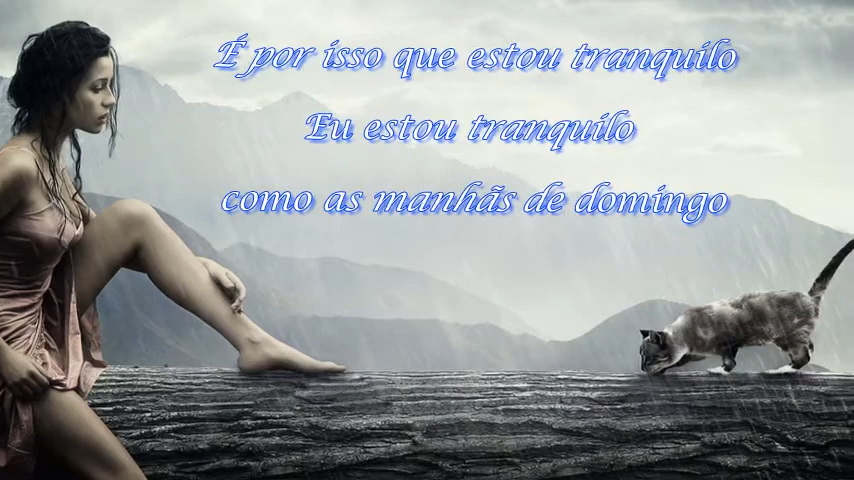 É por isso que estou tranquilo
Eu estou tranquilo
como as manhãs de domingo